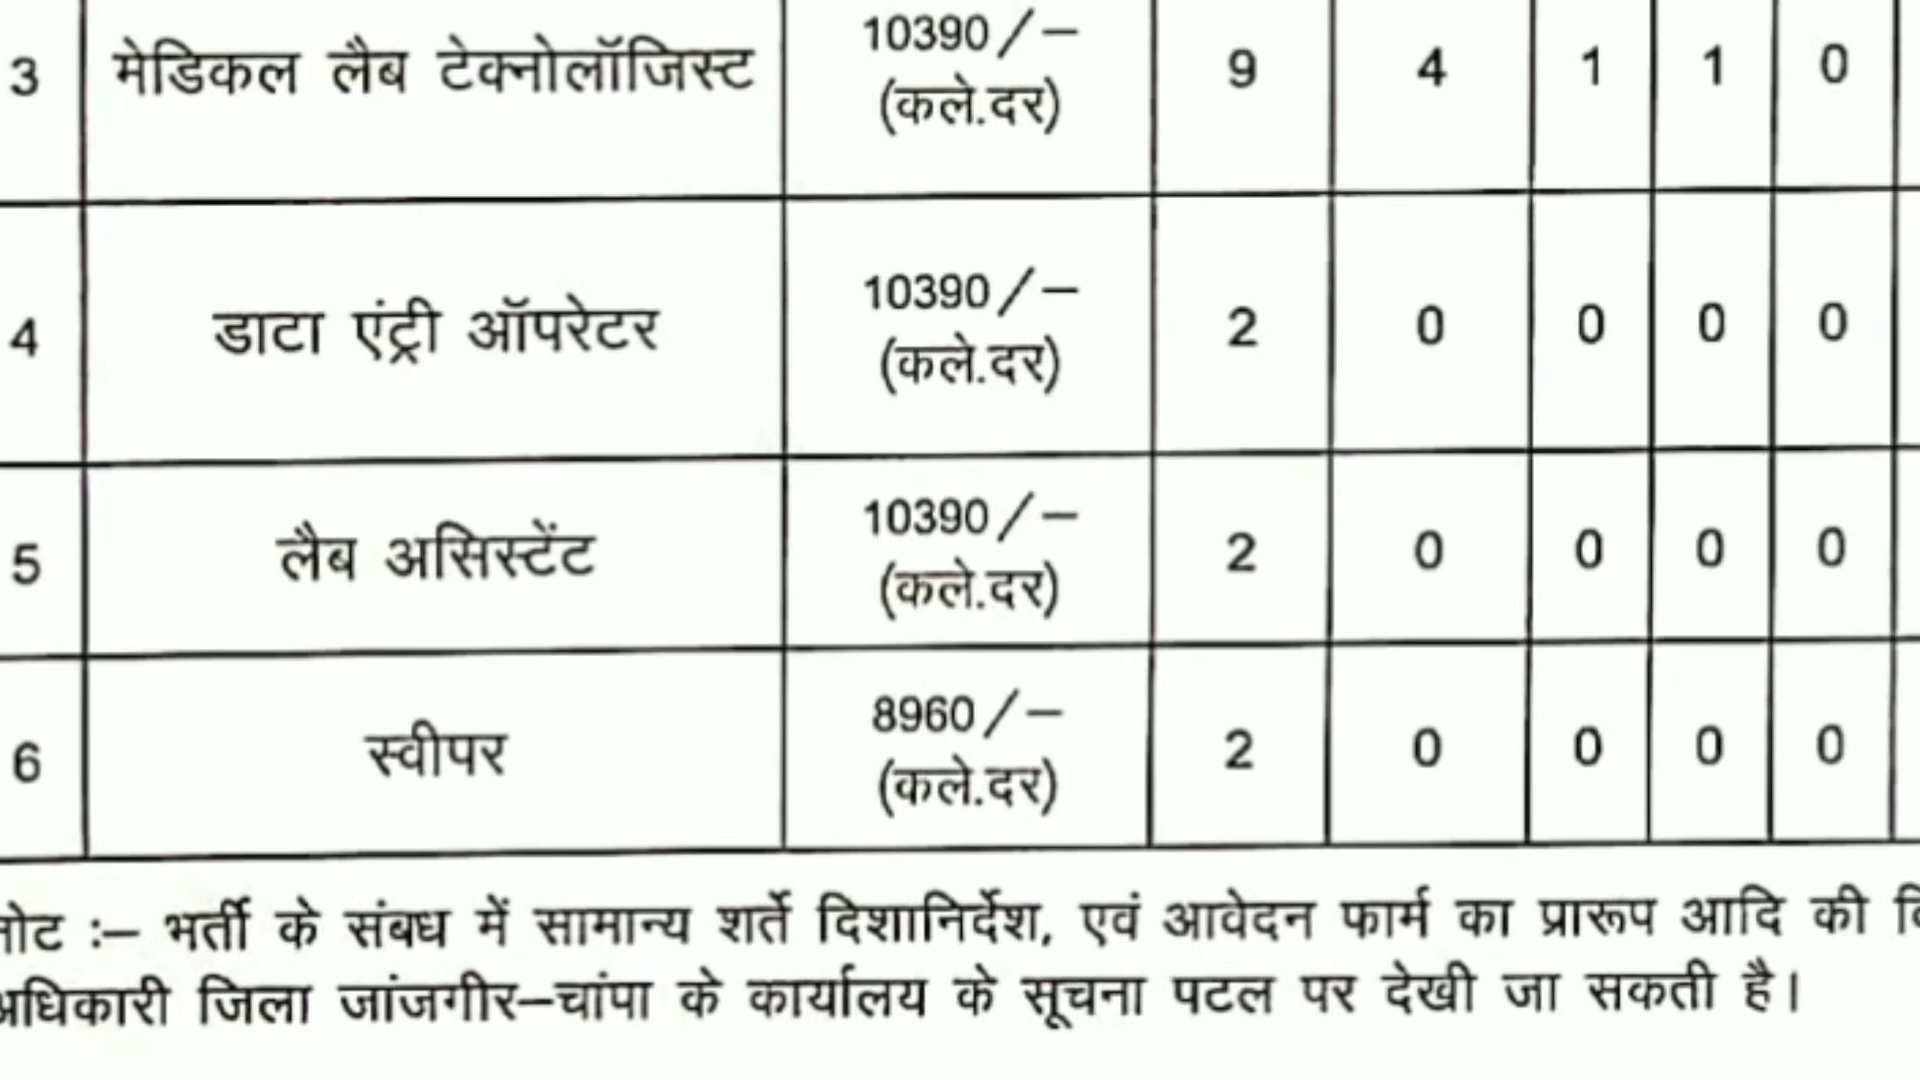 3 मेडिकल लैब टेक्नोलॉजिस्ट 10390/– (कले.दर) 9 4 1 1 0
4 डाटा एंट्री ऑपरेटर 10390/– (कले.दर) 2 0 0 0 0
5 लैब असिस्टेंट 10390/– (कले.दर) 2 0 0 0 0
6 स्वीपर 8960/– (कले.दर) 2 0 0 0 0
नोट :– भर्ती के संबध में सामान्य शर्ते दिशानिर्देश, एवं आवेदन फार्म का प्रारूप आदि की
अधिकारी जिला जांजगीर–चांपा के कार्यालय के सूचना पटल पर देखी जा सकती है।